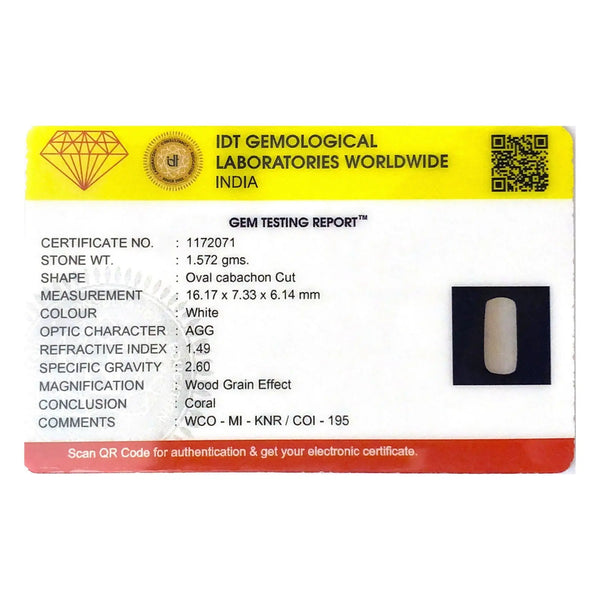 IDT GEMOLOGICAL
LABORATORIES WORLDWIDE
INDIA
idt
GEM TESTING REPORT™
CERTIFICATE NO. : 1172071
STONE WT. : 1.572 gms.
SHAPE : Oval cabachon Cut
MEASUREMENT : 16.17 x 7.33 x 6.14 mm
COLOUR : White
OPTIC CHARACTER : AGG
REFRACTIVE INDEX : 1.49
SPECIFIC GRAVITY : 2.60
MAGNIFICATION : Wood Grain Effect
CONCLUSION : Coral
COMMENTS : WCO - MI - KNR / COI - 195
Scan QR Code for authentication & get your electronic certificate.